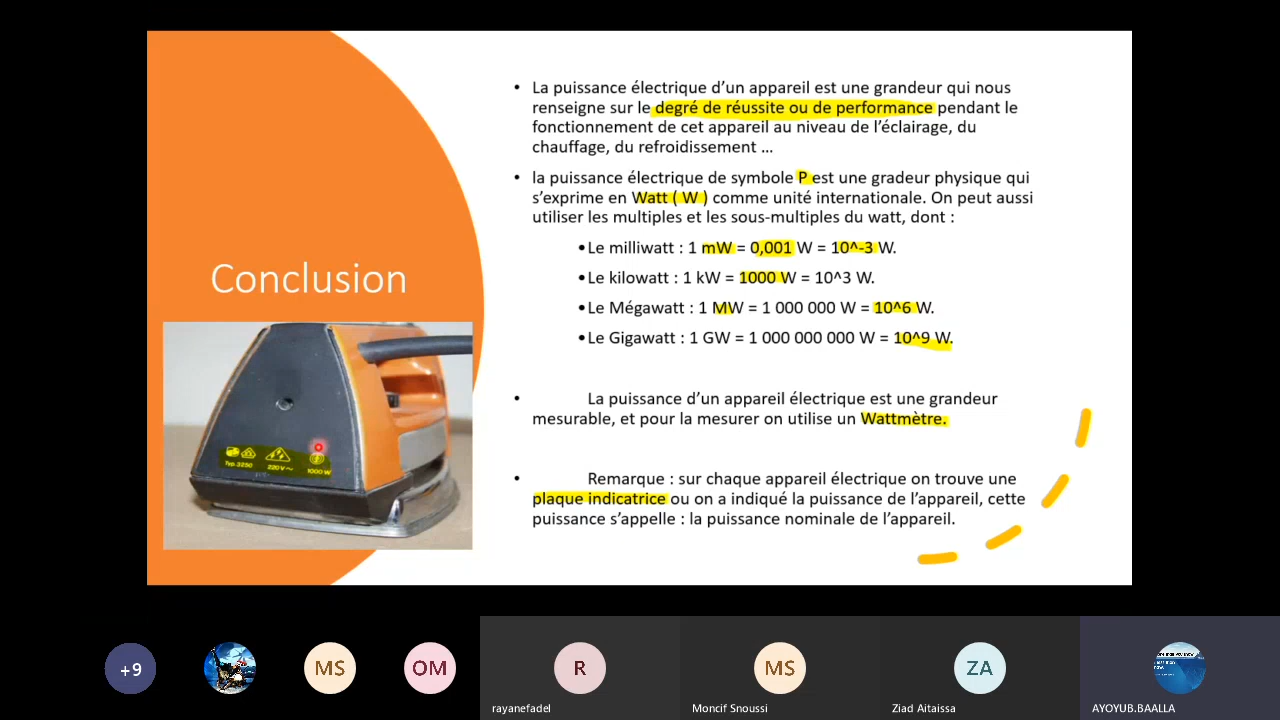 • La puissance électrique d’un appareil est une grandeur qui nous
renseigne sur le degré de réussite ou de performance pendant le
fonctionnement de cet appareil au niveau de l’éclairage, du
chauffage, du refroidissement ...
• la puissance électrique de symbole P est une gradeur physique qui
s’exprime en Watt ( W ) comme unité internationale. On peut aussi
utiliser les multiples et les sous-multiples du watt, dont :
•Le milliwatt : 1 mW = 0,001 W = 10^-3 W.
•Le kilowatt : 1 kW = 1000 W = 10^3 W.
•Le Mégawatt : 1 MW = 1 000 000 W = 10^6 W.
•Le Gigawatt : 1 GW = 1 000 000 000 W = 10^9 W.
• La puissance d’un appareil électrique est une grandeur
mesurable, et pour la mesurer on utilise un Wattmètre.
• Remarque : sur chaque appareil électrique on trouve une
plaque indicatrice ou on a indiqué la puissance de l’appareil, cette
puissance s’appelle : la puissance nominale de l’appareil.
Conclusion
Typ.3250 220V~ 1000 W
+9
MS
OM
R
rayanefadel
MS
Moncif Snoussi
ZA
Ziad Aitaissa
AYOYUB.BAALLA